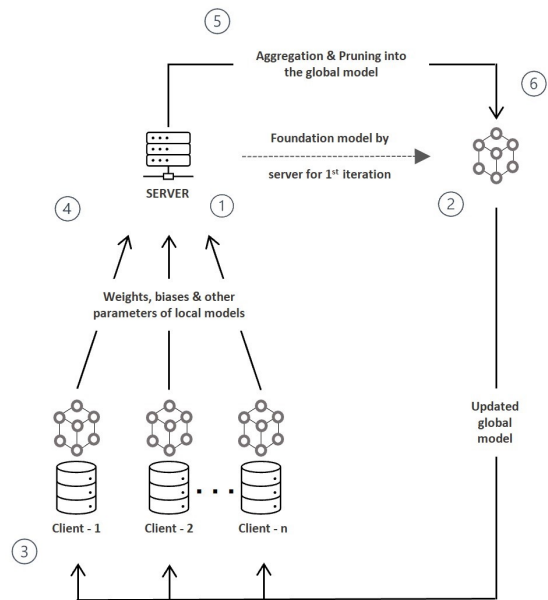 5
Aggregation & Pruning into
the global model
6
Foundation model by
server for 1st iteration
SERVER
4
1
2
Weights, biases & other
parameters of local models
Updated
global
model
Client - 1
Client - 2
Client - n
3